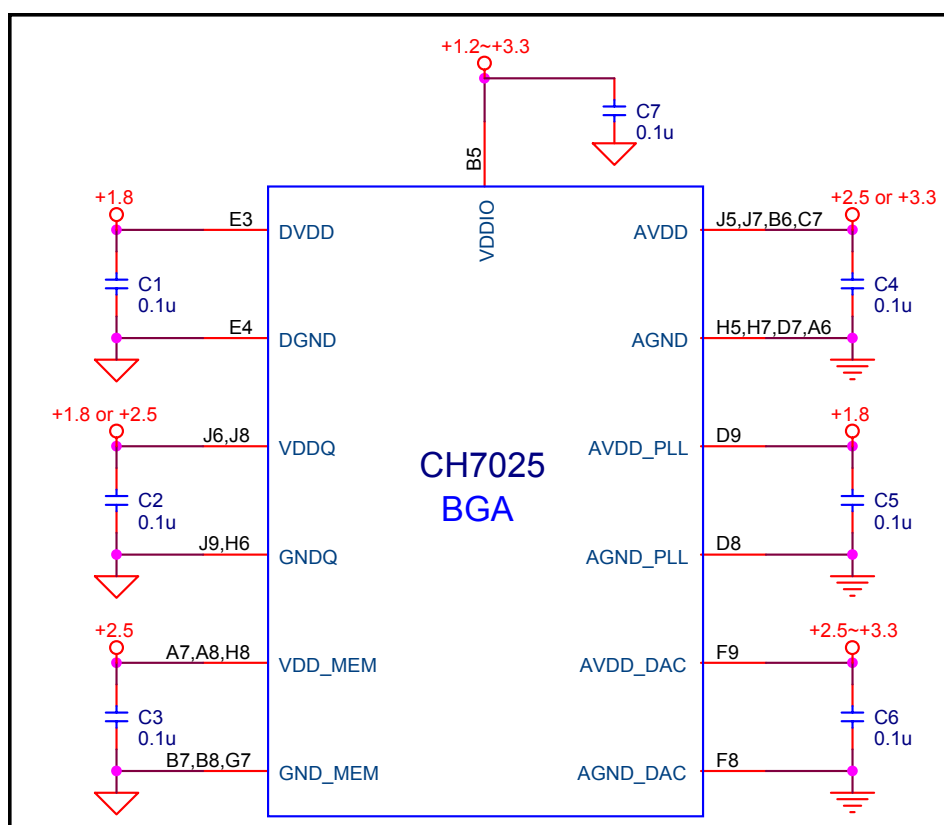 +1.2~+3.3
C7
0.1u
B5
VDDIO
+1.8
E3
DVDD
C1
0.1u
E4
DGND
+1.8 or +2.5
J6,J8
VDDQ
C2
0.1u
J9,H6
GNDQ
+2.5
A7,A8,H8
VDD_MEM
C3
0.1u
B7,B8,G7
GND_MEM
CH7025
BGA
AVDD
J5,J7,B6,C7
+2.5 or +3.3
C4
0.1u
AGND
H5,H7,D7,A6
+1.8
AVDD_PLL
D9
C5
0.1u
AGND_PLL
D8
+2.5~+3.3
AVDD_DAC
F9
C6
0.1u
AGND_DAC
F8